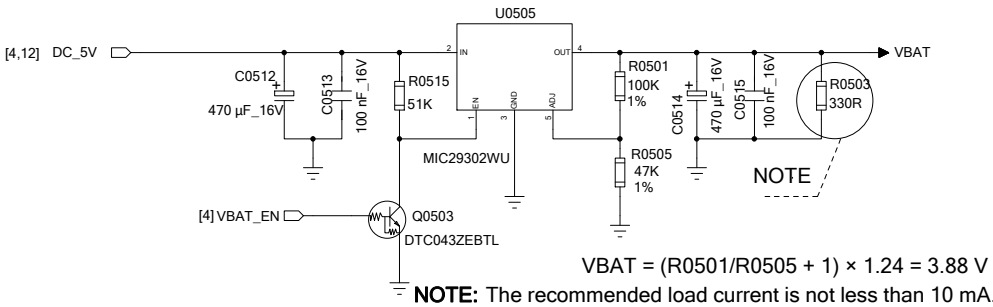 U0505
[4,12] DC_5V
2 IN
OUT 4
VBAT
C0512
+
470 µF_16V
C0513
100 nF_16V
R0515
51K
EN
1
GND
3
ADJ
5
MIC29302WU
R0501
100K
1%
R0505
47K
1%
+
C0514
470 µF_16V
C0515
100 nF_16V
R0503
330R
NOTE
[4] VBAT_EN
Q0503
DTC043ZEBTL
VBAT = (R0501/R0505 + 1) × 1.24 = 3.88 V
NOTE: The recommended load current is not less than 10 mA